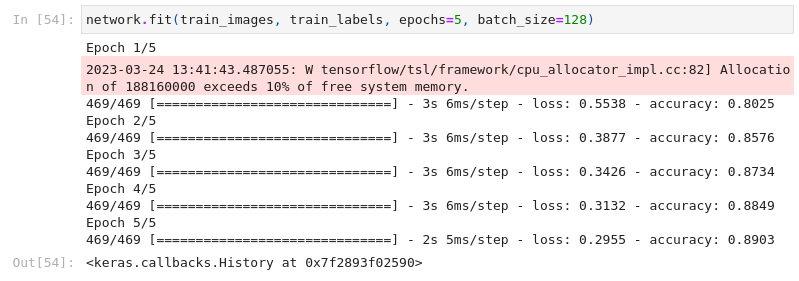 In [54]: network.fit(train_images, train_labels, epochs=5, batch_size=128)
Epoch 1/5
2023-03-24 13:41:43.487055: W tensorflow/tsl/framework/cpu_allocator_impl.cc:82] Allocatio
n of 188160000 exceeds 10% of free system memory.
469/469 [==============================] - 3s 6ms/step - loss: 0.5538 - accuracy: 0.8025
Epoch 2/5
469/469 [==============================] - 3s 6ms/step - loss: 0.3877 - accuracy: 0.8576
Epoch 3/5
469/469 [==============================] - 3s 6ms/step - loss: 0.3426 - accuracy: 0.8734
Epoch 4/5
469/469 [==============================] - 3s 6ms/step - loss: 0.3132 - accuracy: 0.8849
Epoch 5/5
469/469 [==============================] - 2s 5ms/step - loss: 0.2955 - accuracy: 0.8903
Out[54]: <keras.callbacks.History at 0x7f2893f02590>